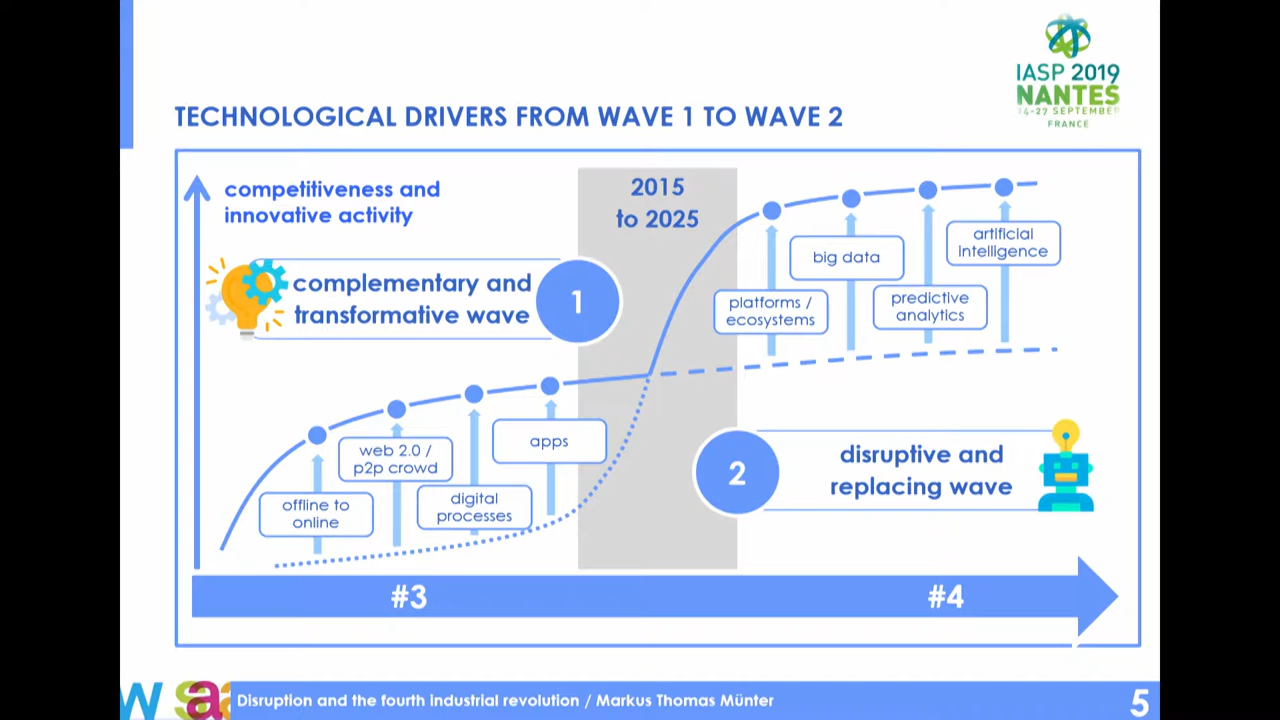 IASP 2019
NANTES
FRANCE
TECHNOLOGICAL DRIVERS FROM WAVE 1 TO WAVE 2
competitiveness and
innovative activity
2015
to 2025
complementary and
transformative wave
1
platforms /
ecosystems
big data
predictive
analytics
artificial
intelligence
offline to
online
web 2.0 /
p2p crowd
digital
processes
apps
2
disruptive and
replacing wave
#3
#4
Disruption and the fourth industrial revolution / Markus Thomas Münter
5